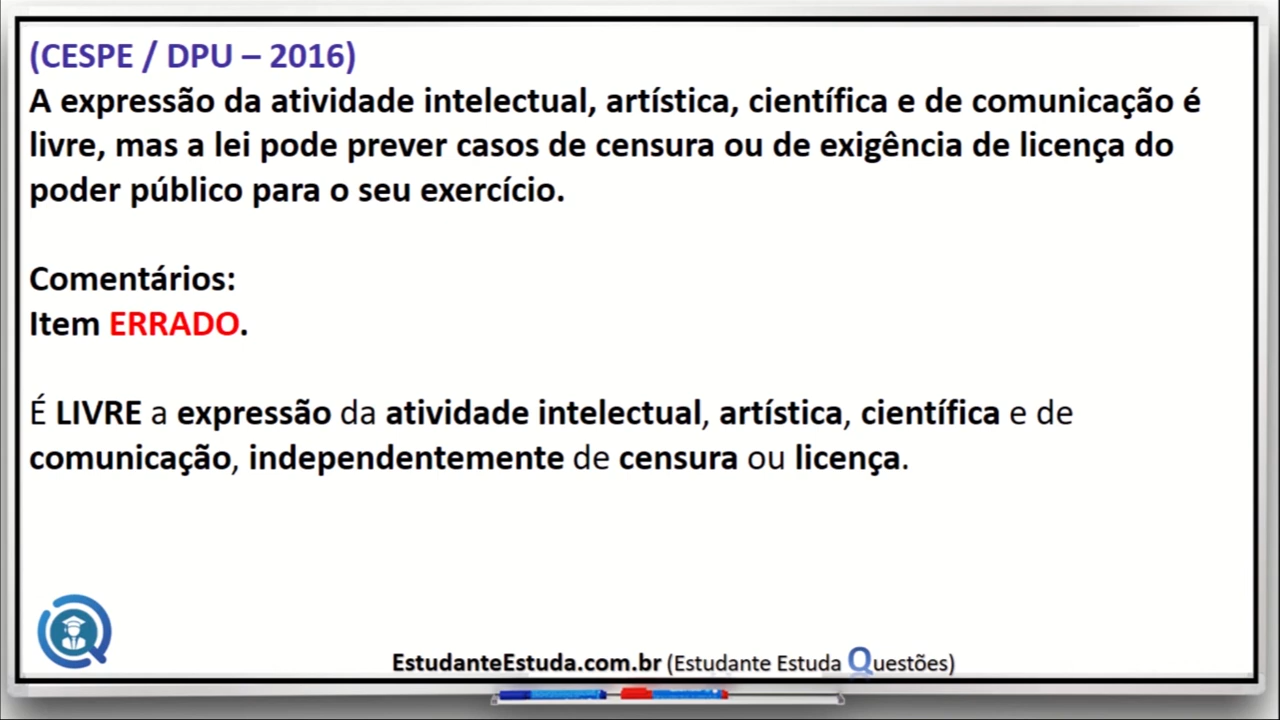 (CESPE / DPU – 2016)
A expressão da atividade intelectual, artística, científica e de comunicação é
livre, mas a lei pode prever casos de censura ou de exigência de licença do
poder público para o seu exercício.
Comentários:
Item ERRADO.
É LIVRE a expressão da atividade intelectual, artística, científica e de
comunicação, independentemente de censura ou licença.
EstudanteEstuda.com.br (Estudante Estuda Questões)